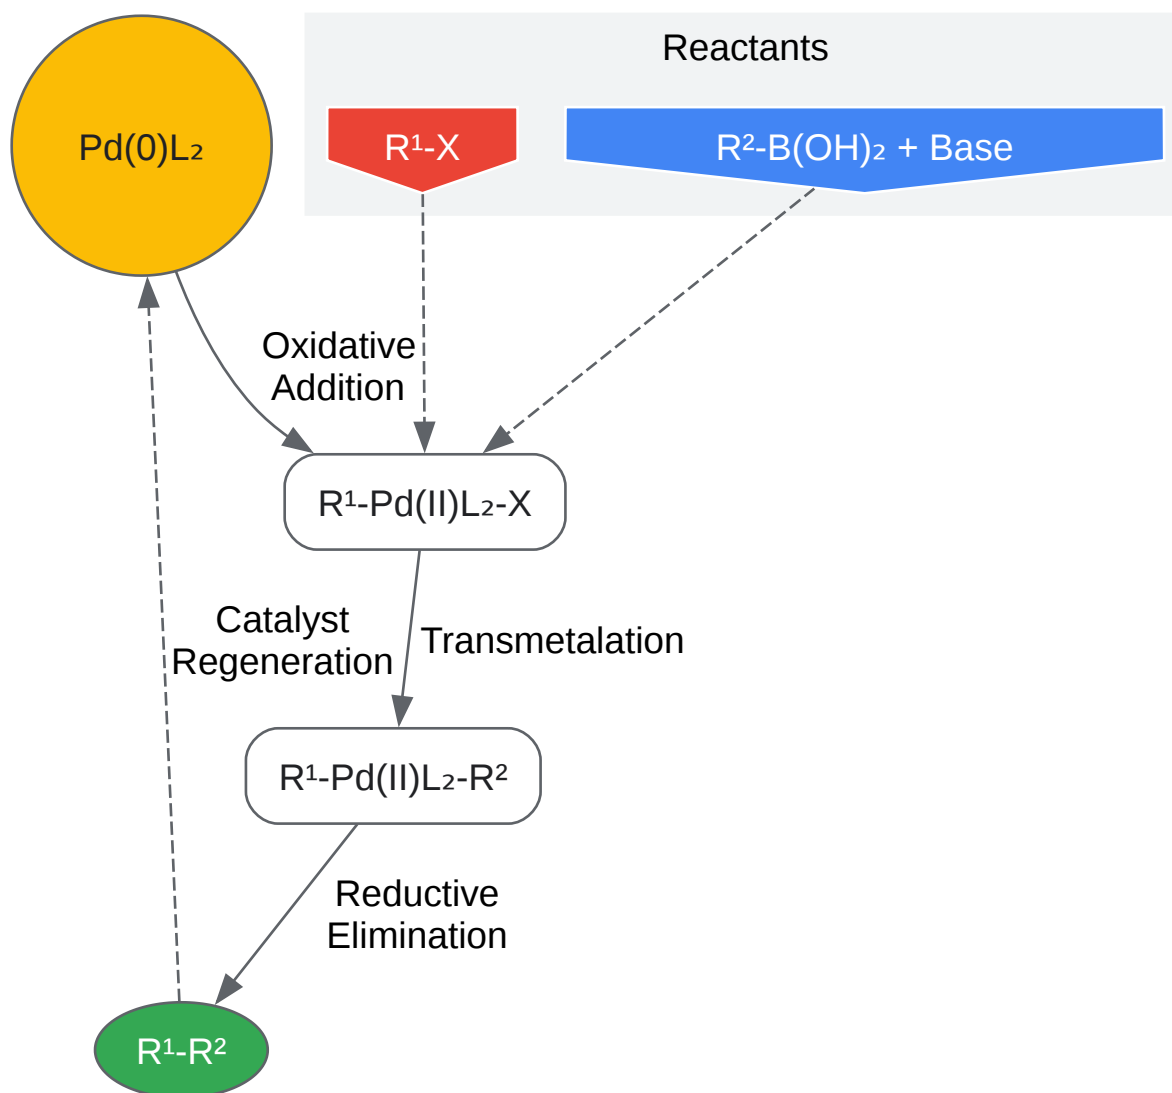 Reactants
Pd(0)L₂
R¹-X
R²-B(OH)₂ + Base
Oxidative
Addition
R¹-Pd(II)L₂-X
Catalyst
Regeneration
Transmetalation
R¹-Pd(II)L₂-R²
Reductive
Elimination
R¹-R²